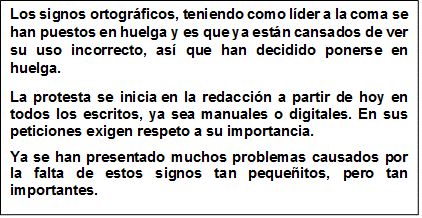 Los signos ortográficos, teniendo como líder a la coma se
han puestos en huelga y es que ya están cansados de ver
su uso incorrecto, así que han decidido ponerse en
huelga.
La protesta se inicia en la redacción a partir de hoy en
todos los escritos, ya sea manuales o digitales. En sus
peticiones exigen respeto a su importancia.
Ya se han presentado muchos problemas causados por
la falta de estos signos tan pequeñitos, pero tan
importantes.